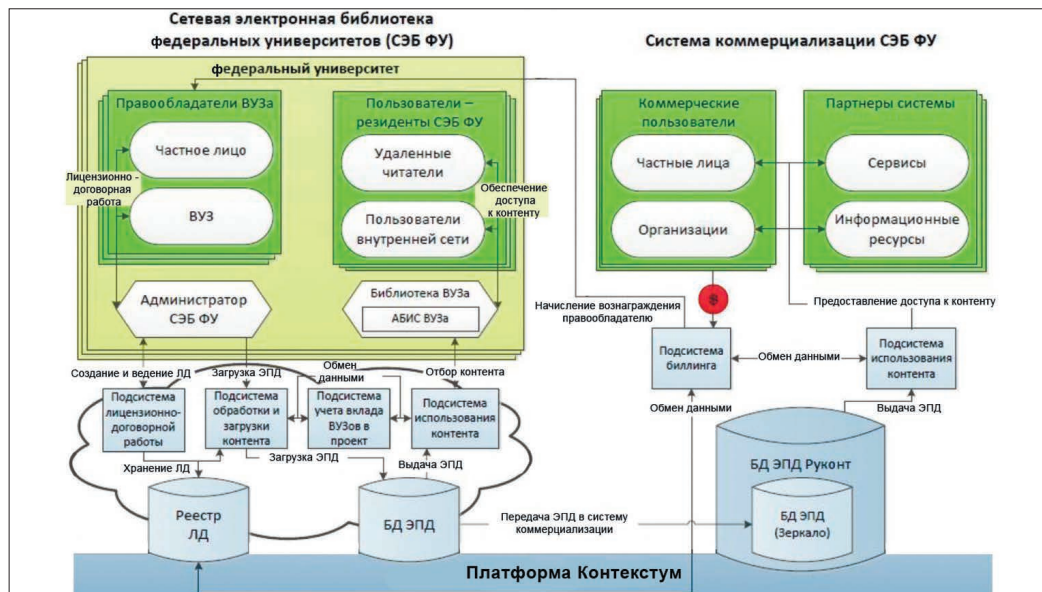 Сетевая электронная библиотека
федеральных университетов (СЭБ ФУ)
Система коммерциализации СЭБ ФУ
федеральный университет
Правообладатели ВУЗа
Частное лицо
Лицензионно -
договорная
работа
ВУЗ
Пользователи –
резиденты СЭБ ФУ
Удаленные
читатели
Обеспечение
доступа
к контенту
Пользователи
внутренней сети
Коммерческие
пользователи
Частные лица
Организации
Партнеры системы
Сервисы
Информационные
ресурсы
Администратор
СЭБ ФУ
Библиотека ВУЗа
АБИС ВУЗа
Начисление вознаграждения
правообладателю
$
Предоставление доступа к контенту
Подсистема
биллинга
Обмен данными
Подсистема
использования
контента
Создание и ведение ЛД
Загрузка ЭПД
Обмен
данными
Отбор контента
Подсистема
лицензионно-
договорной
работы
Подсистема
обработки и
загрузки
контента
Подсистема
учета вклада
ВУЗов в
проект
Подсистема
использования
контента
Обмен данными
Выдача ЭПД
Хранение ЛД
Загрузка ЭПД
Выдача ЭПД
Реестр
ЛД
БД ЭПД
Передача ЭПД в систему
коммерциализации
БД ЭПД Руконт
БД ЭПД
(Зеркало)
Платформа Контекстум